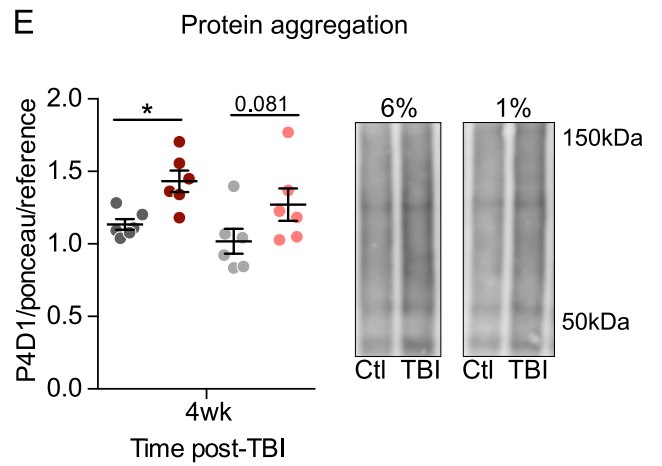 E
Protein aggregation
P4D1/ponceau/reference
2.0
1.5
1.0
0.5
0.0
*
0.081
4wk
Time post-TBI
6%
1%
150kDa
50kDa
Ctl TBI
Ctl TBI